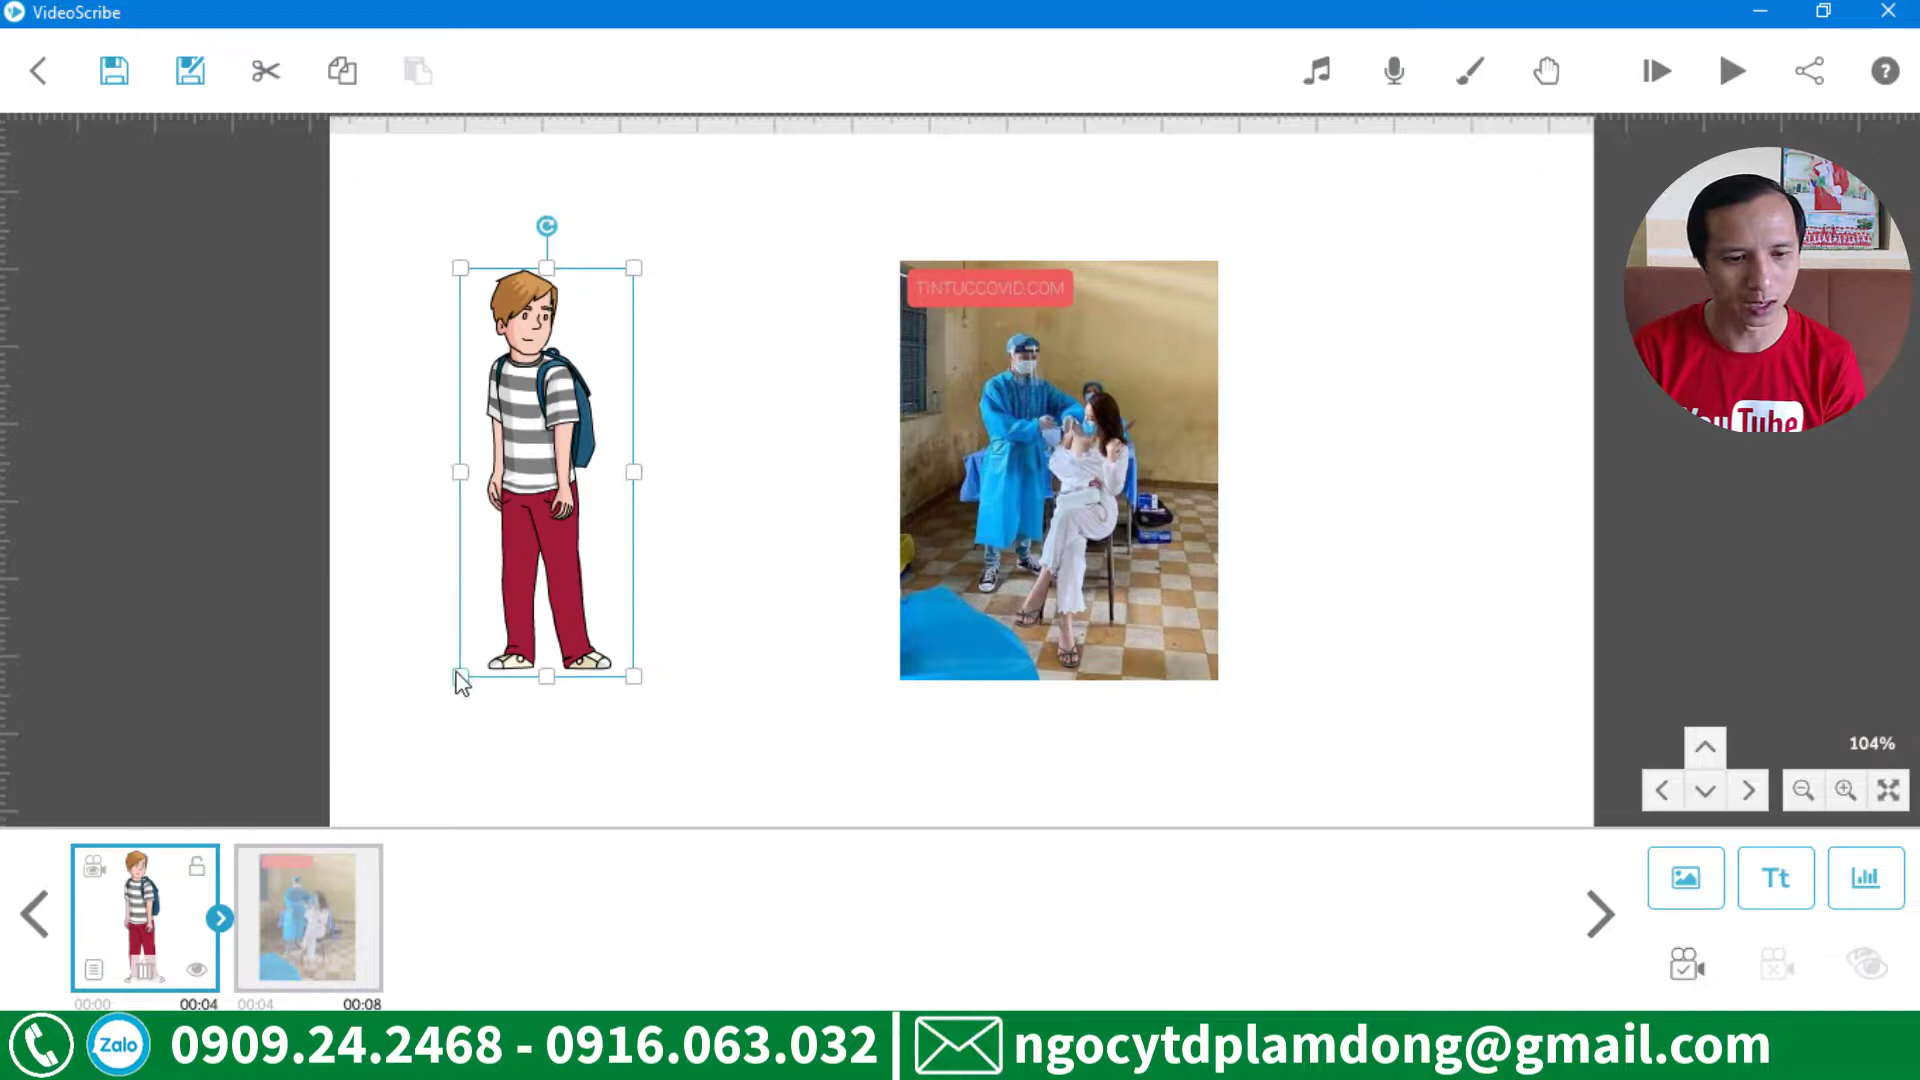 VideoScribe
TINTUCCOVID.COM
You Tube
104%
Tt
00:00
00:04
00:04
00:08
Zalo
0909.24.2468 - 0916.063.032
ngocytdplamdong@gmail.com